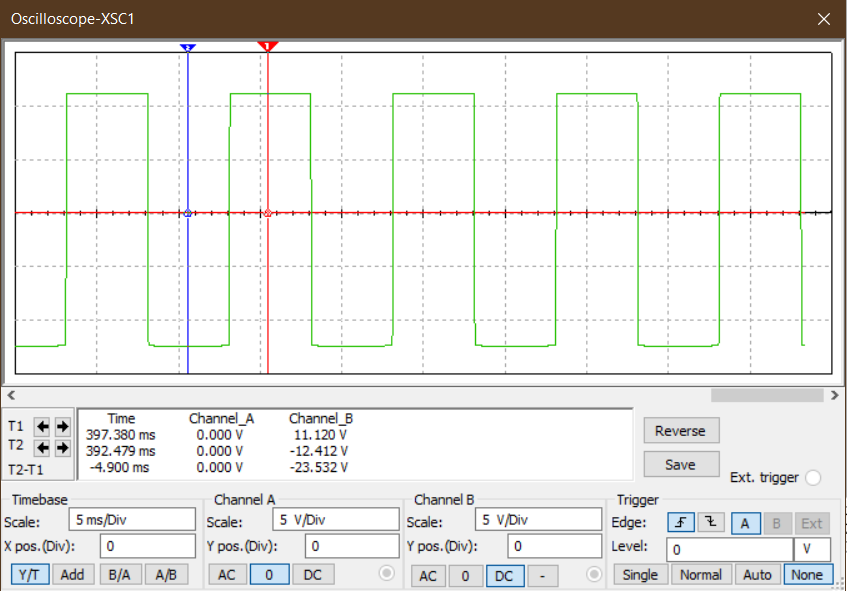 Oscilloscope-XSC1
2 1
Time Channel_A Channel_B
T1 397.380 ms 0.000 V 11.120 V
T2 392.479 ms 0.000 V -12.412 V
T2-T1 -4.900 ms 0.000 V -23.532 V
Reverse
Save
Ext. trigger
Timebase
Scale: 5 ms/Div
X pos.(Div): 0
Y/T Add B/A A/B
Channel A
Scale: 5 V/Div
Y pos.(Div): 0
AC 0 DC
Channel B
Scale: 5 V/Div
Y pos.(Div): 0
AC 0 DC -
Trigger
Edge: A B Ext
Level: 0 V
Single Normal Auto None